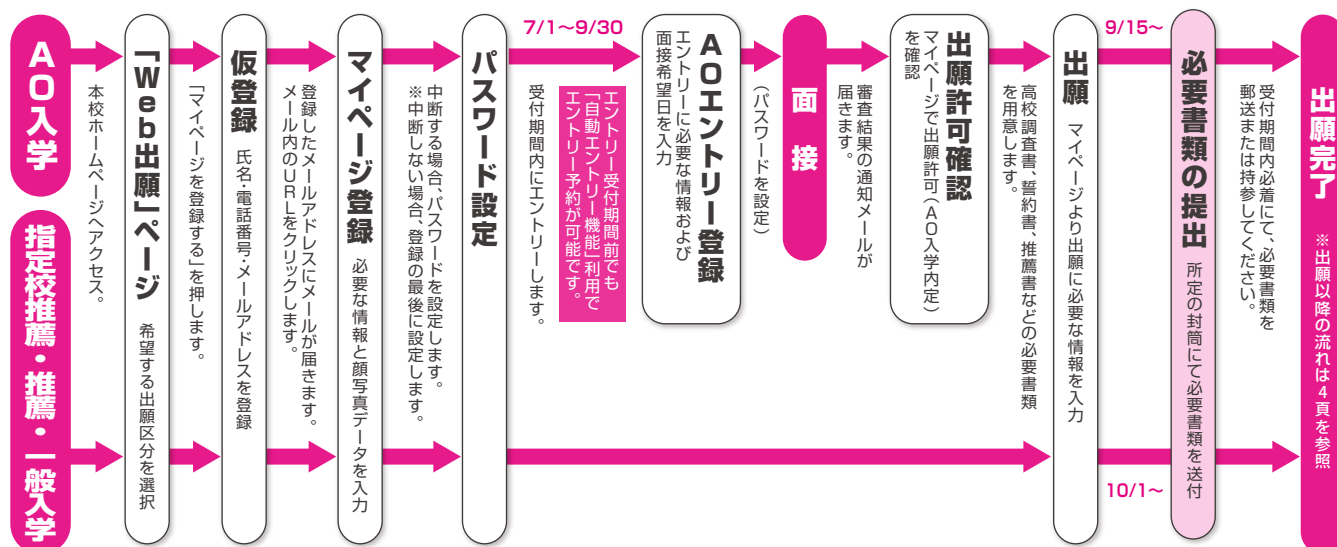 AO入学
指定校推薦・推薦・一般入学
本校ホームページへアクセス。
「Web出願」ページ
希望する出願区分を選択
「マイページを登録する」を押します。
仮登録
氏名・電話番号・メールアドレスを登録
登録したメールアドレスにメールが届きます。
メール内のURLをクリックします。
マイページ登録
必要な情報と顔写真データを入力
中断する場合、パスワードを設定します。
※中断しない場合、登録の最後に設定します。
パスワード設定
7/1〜9/30
エントリー受付期間前でも
「自動エントリー機能」利用で
エントリー予約が可能です。
受付期間内にエントリーします。
AOエントリー登録
エントリーに必要な情報および
面接希望日を入力
(パスワードを設定)
面接
審査結果の通知メールが
届きます。
出願許可確認
マイページで出願許可(AO入学内定)
を確認
高校調査書、誓約書、推薦書などの必要書類
を用意します。
出願
マイページより出願に必要な情報を入力
9/15〜
10/1〜
必要書類の提出
所定の封筒にて必要書類を送付
受付期間内必着にて、必要書類を
郵送または持参してください。
出願完了
※出願以降の流れは4頁を参照